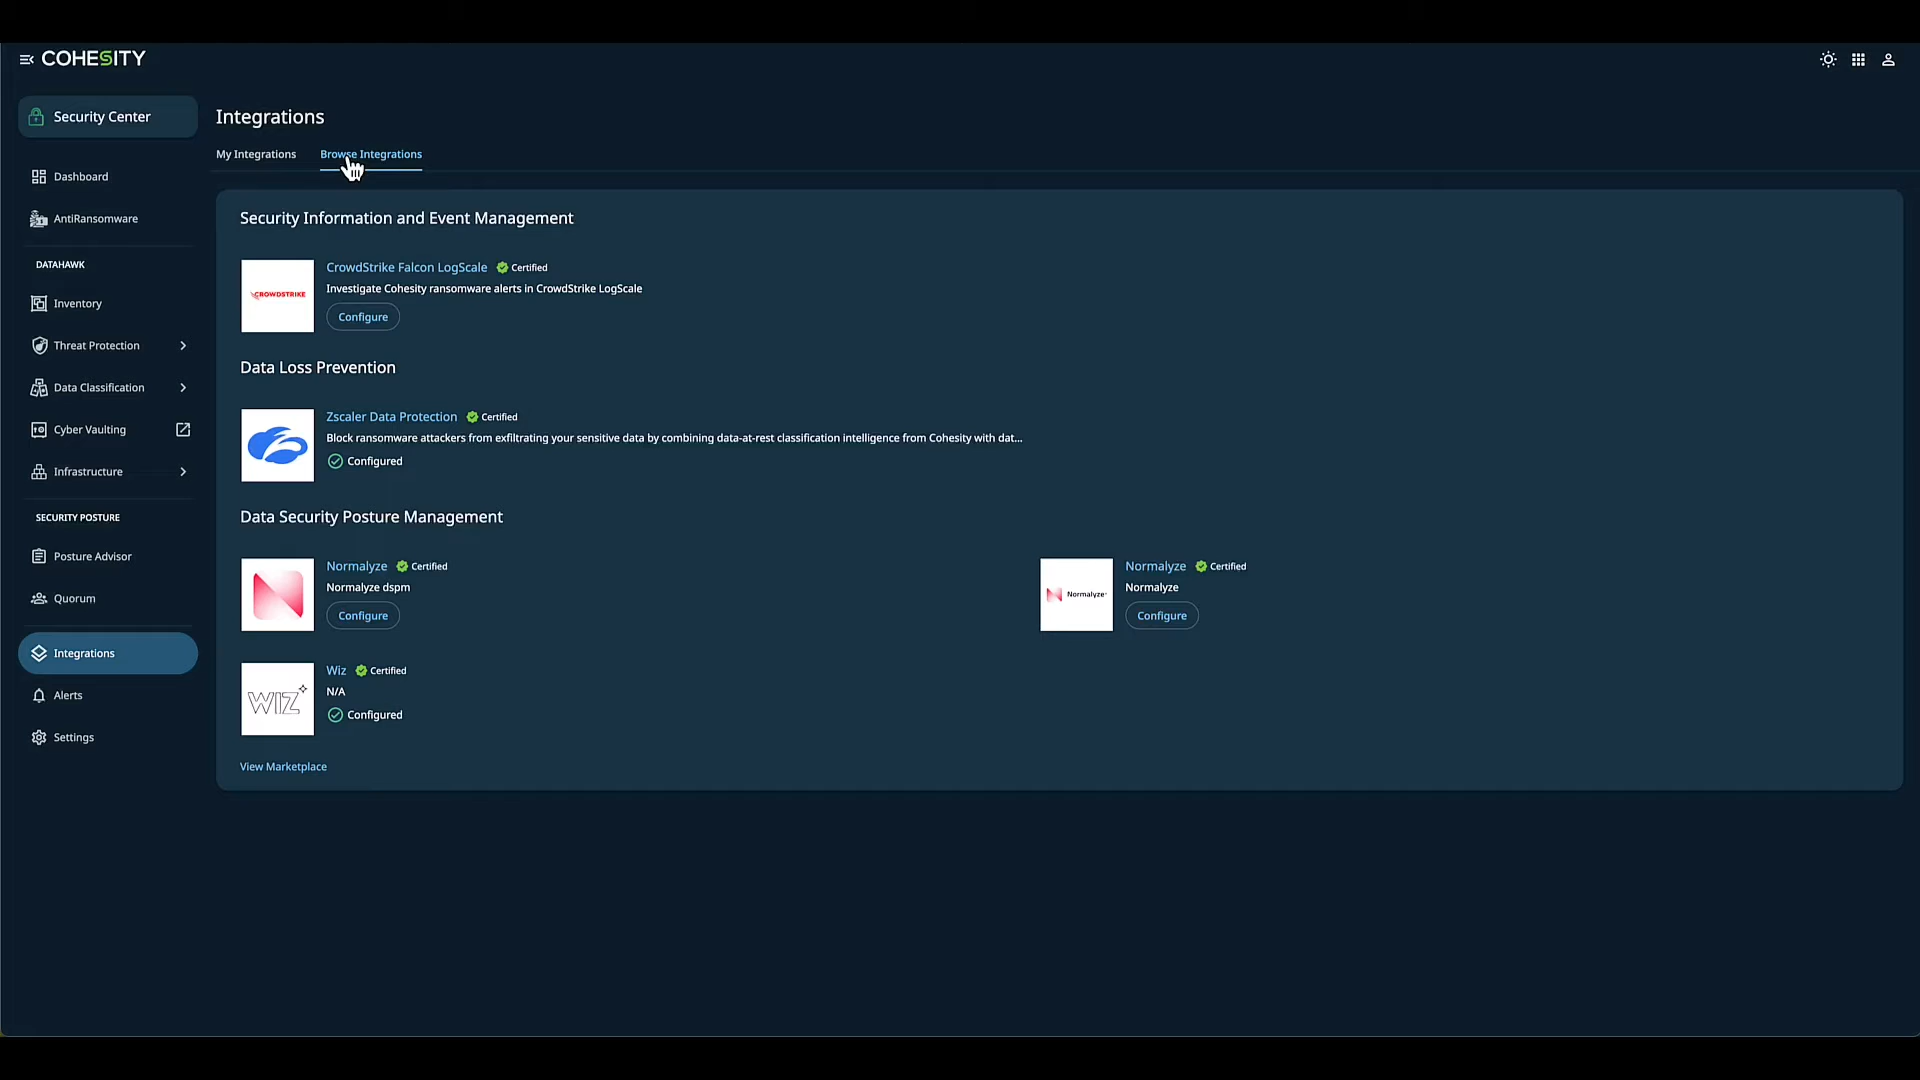 COHESITY
Security Center
Integrations
My Integrations
Browse Integrations
Dashboard
AntiRansomware
DATAHAWK
Inventory
Threat Protection
Data Classification
Cyber Vaulting
Infrastructure
SECURITY POSTURE
Posture Advisor
Quorum
Integrations
Alerts
Settings
Security Information and Event Management
CROWDSTRIKE
CrowdStrike Falcon LogScale Certified
Investigate Cohesity ransomware alerts in CrowdStrike LogScale
Configure
Data Loss Prevention
Zscaler Data Protection Certified
Block ransomware attackers from exfiltrating your sensitive data by combining data-at-rest classification intelligence from Cohesity with dat...
Configured
Data Security Posture Management
Normalyze Certified
Normalyze dspm
Configure
Normalyze
Normalyze Certified
Normalyze
Configure
WIZ
Wiz Certified
N/A
Configured
View Marketplace